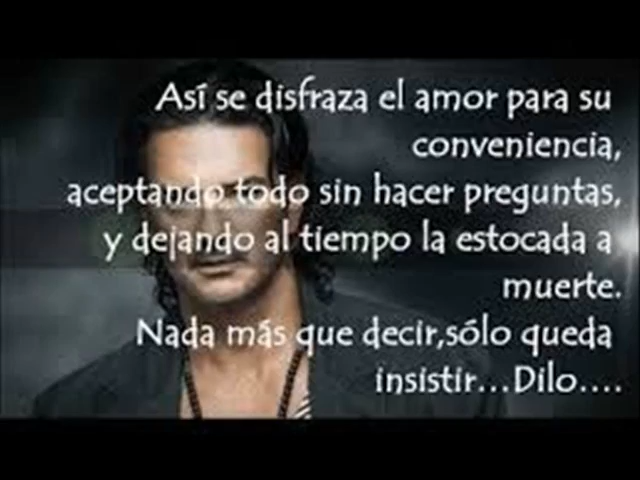 Así se disfraza el amor para su
conveniencia,
aceptando todo sin hacer preguntas,
y dejando al tiempo la estocada a
muerte.
Nada más que decir,sólo queda
insistir...Dilo....